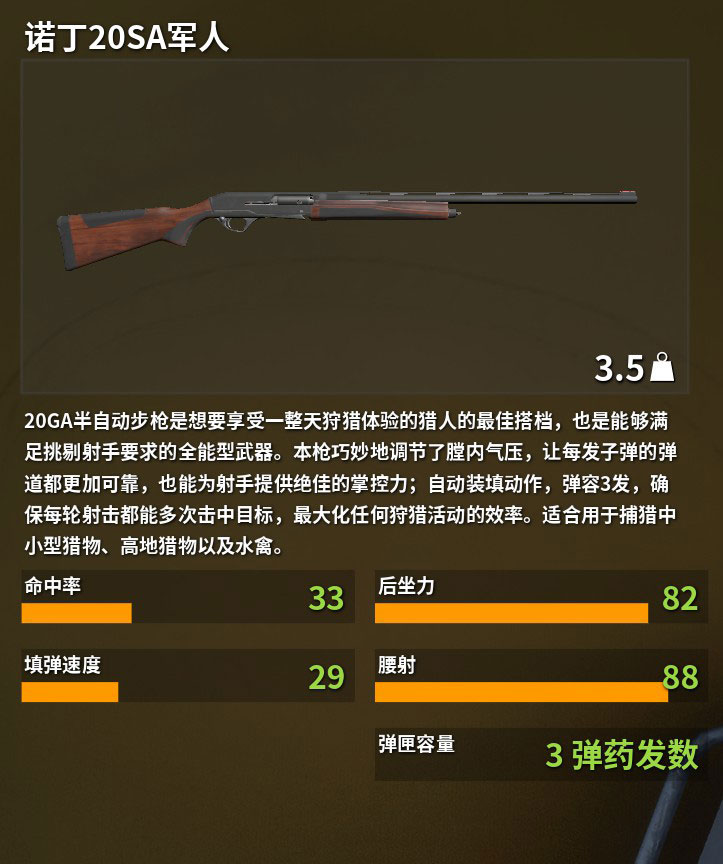 诺丁20SA军人
3.5
20GA半自动步枪是想要享受一整天狩猎体验的猎人的最佳搭档，也是能够满
足挑剔射手要求的全能型武器。本枪巧妙地调节了膛内气压，让每发子弹的弹
道都更加可靠，也能为射手提供绝佳的掌控力；自动装填动作，弹容3发，确
保每轮射击都能多次击中目标，最大化任何狩猎活动的效率。适合用于捕猎中
小型猎物、高地猎物以及水禽。
命中率 33
后坐力 82
填弹速度 29
腰射 88
弹匣容量 3 弹药发数